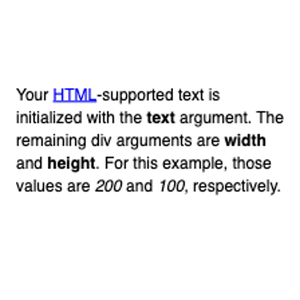 Your HTML-supported text is
initialized with the text argument. The
remaining div arguments are width
and height. For this example, those
values are 200 and 100, respectively.